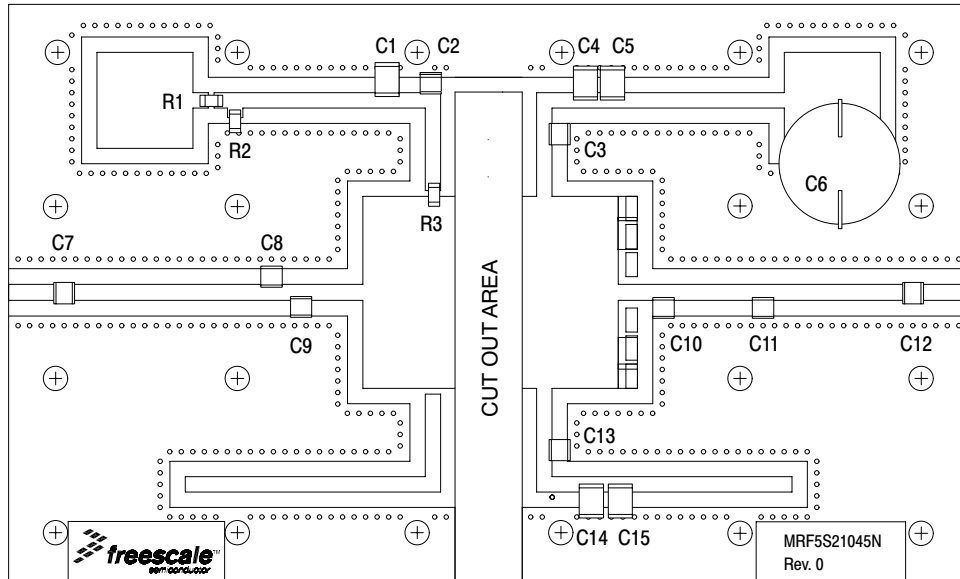 C1
C2
C4 C5
R1
R2
C3
C6
R3
C7
C8
CUT OUT AREA
C9
C10
C11
C12
C13
C14 C15
freescale™
semiconductor
MRF5S21045N
Rev. 0